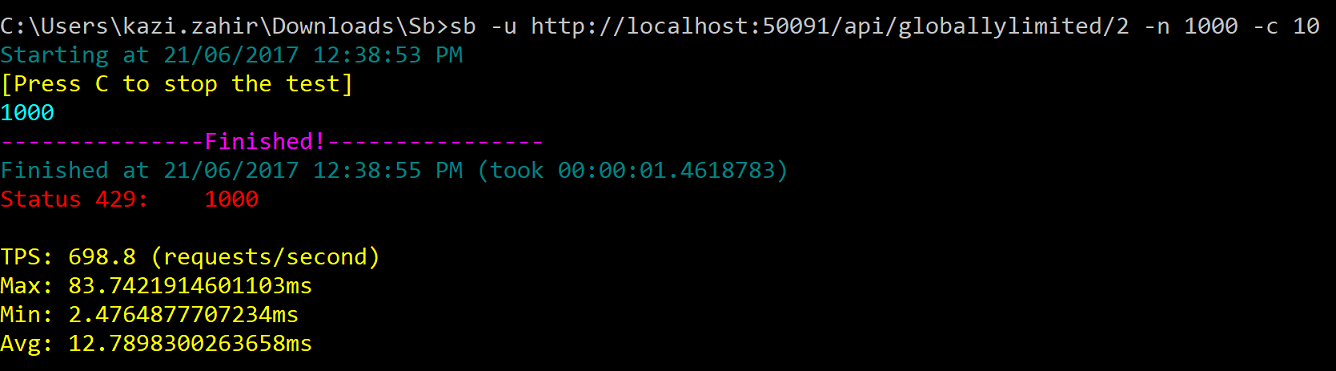 C:\Users\kazi.zahir\Downloads\Sb>sb -u http://localhost:50091/api/globallylimited/2 -n 1000 -c 10
Starting at 21/06/2017 12:38:53 PM
[Press C to stop the test]
1000
---------------Finished!----------------
Finished at 21/06/2017 12:38:55 PM (took 00:00:01.4618783)
Status 429:    1000
TPS: 698.8 (requests/second)
Max: 83.7421914601103ms
Min: 2.4764877707234ms
Avg: 12.7898300263658ms